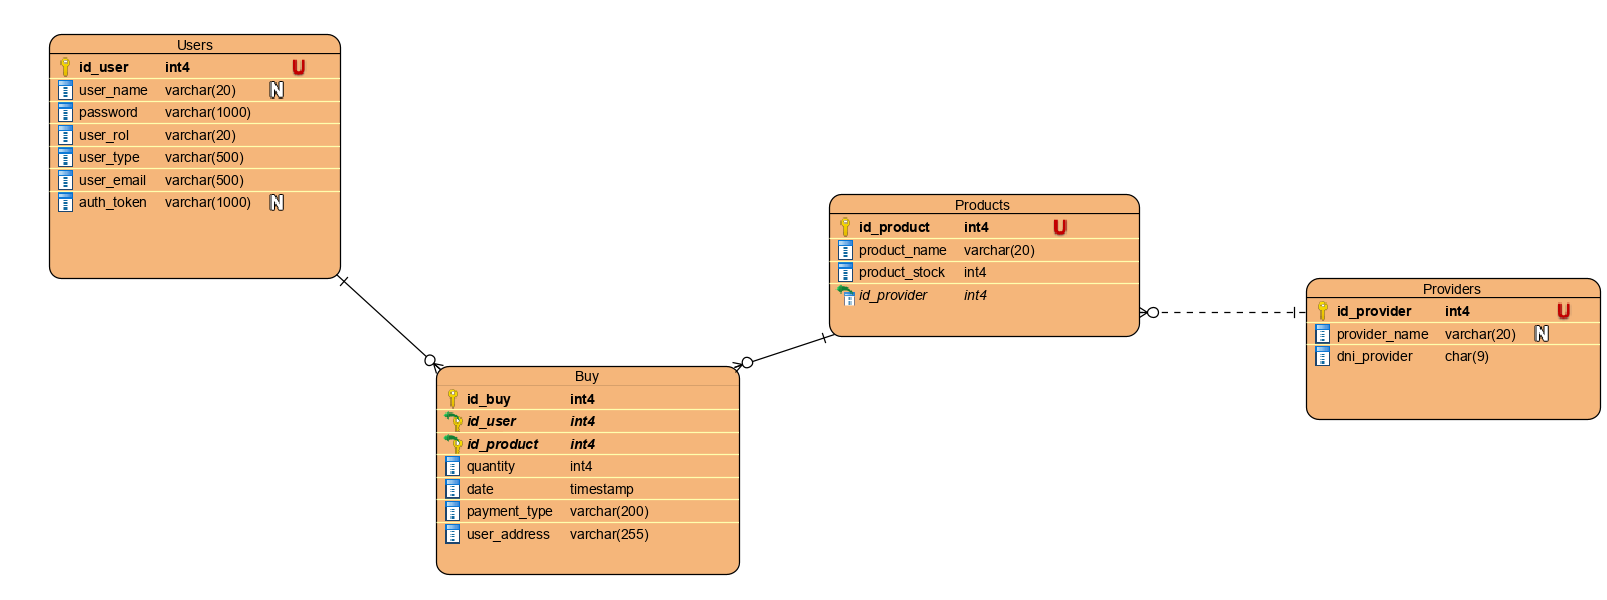 Users
id_user int4 U
user_name varchar(20) N
password varchar(1000)
user_rol varchar(20)
user_type varchar(500)
user_email varchar(500)
auth_token varchar(1000) N
Products
id_product int4 U
product_name varchar(20)
product_stock int4
id_provider int4
Providers
id_provider int4 U
provider_name varchar(20) N
dni_provider char(9)
Buy
id_buy int4
id_user int4
id_product int4
quantity int4
date timestamp
payment_type varchar(200)
user_address varchar(255)